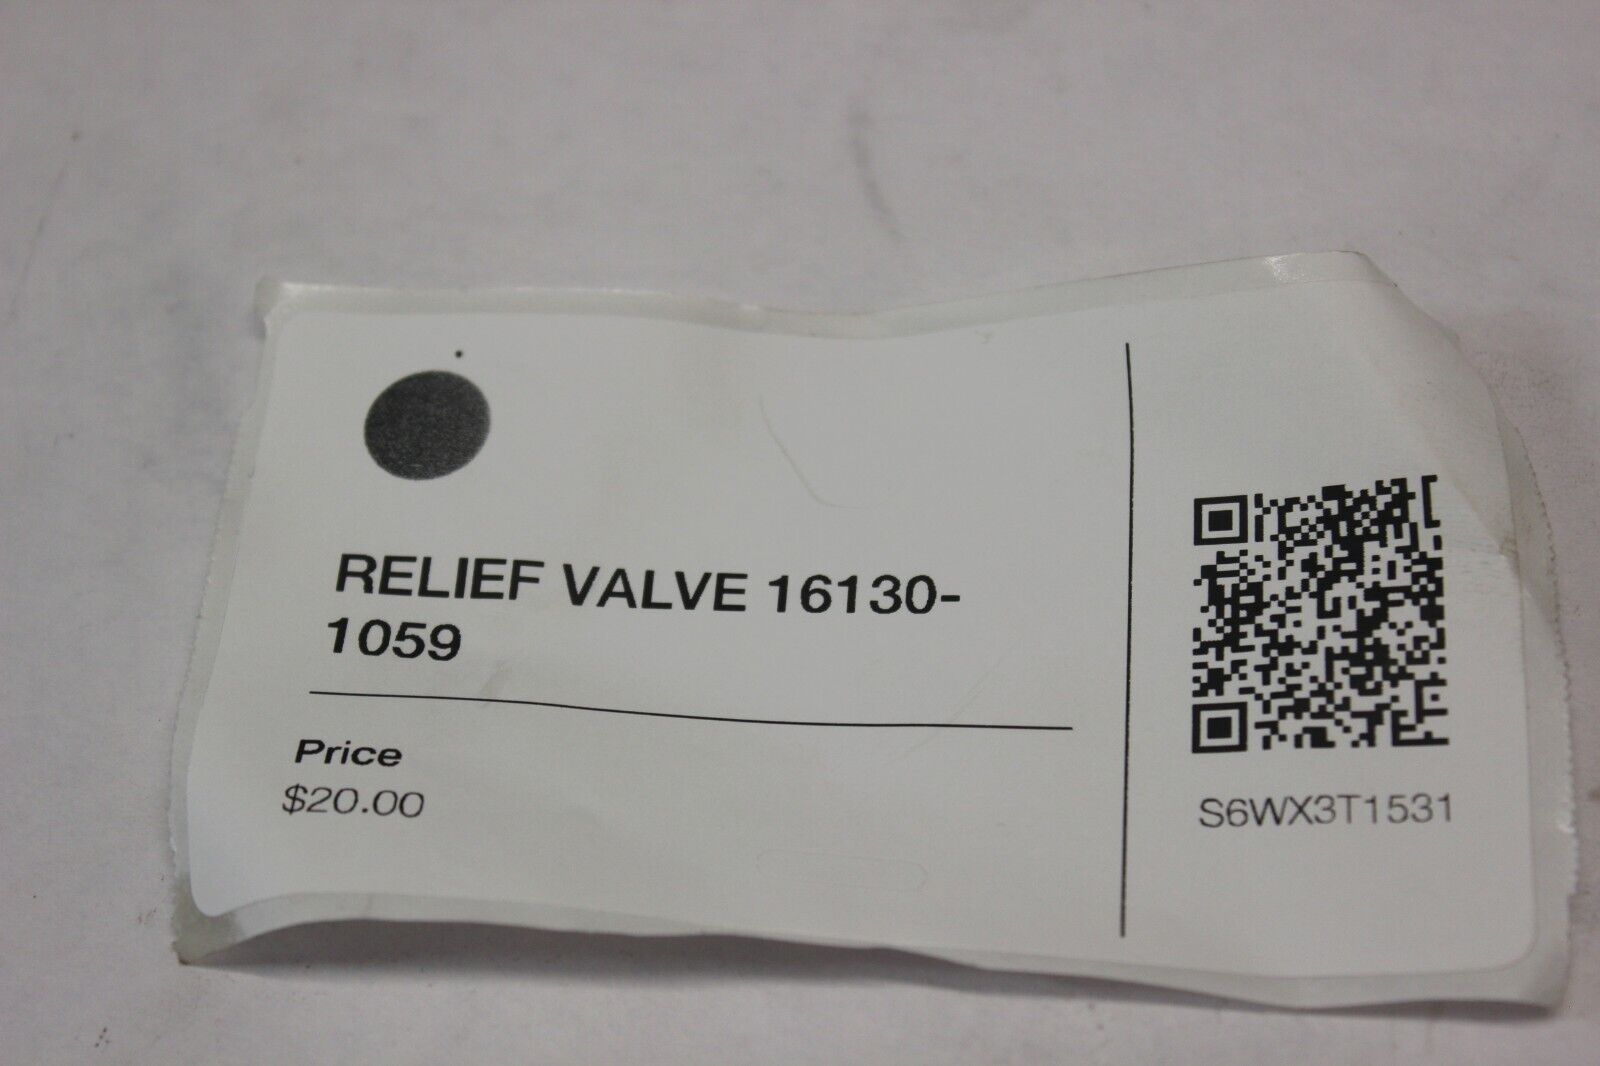 RELIEF VALVE 16130-
1059
Price
$20.00
S6WX3T1531